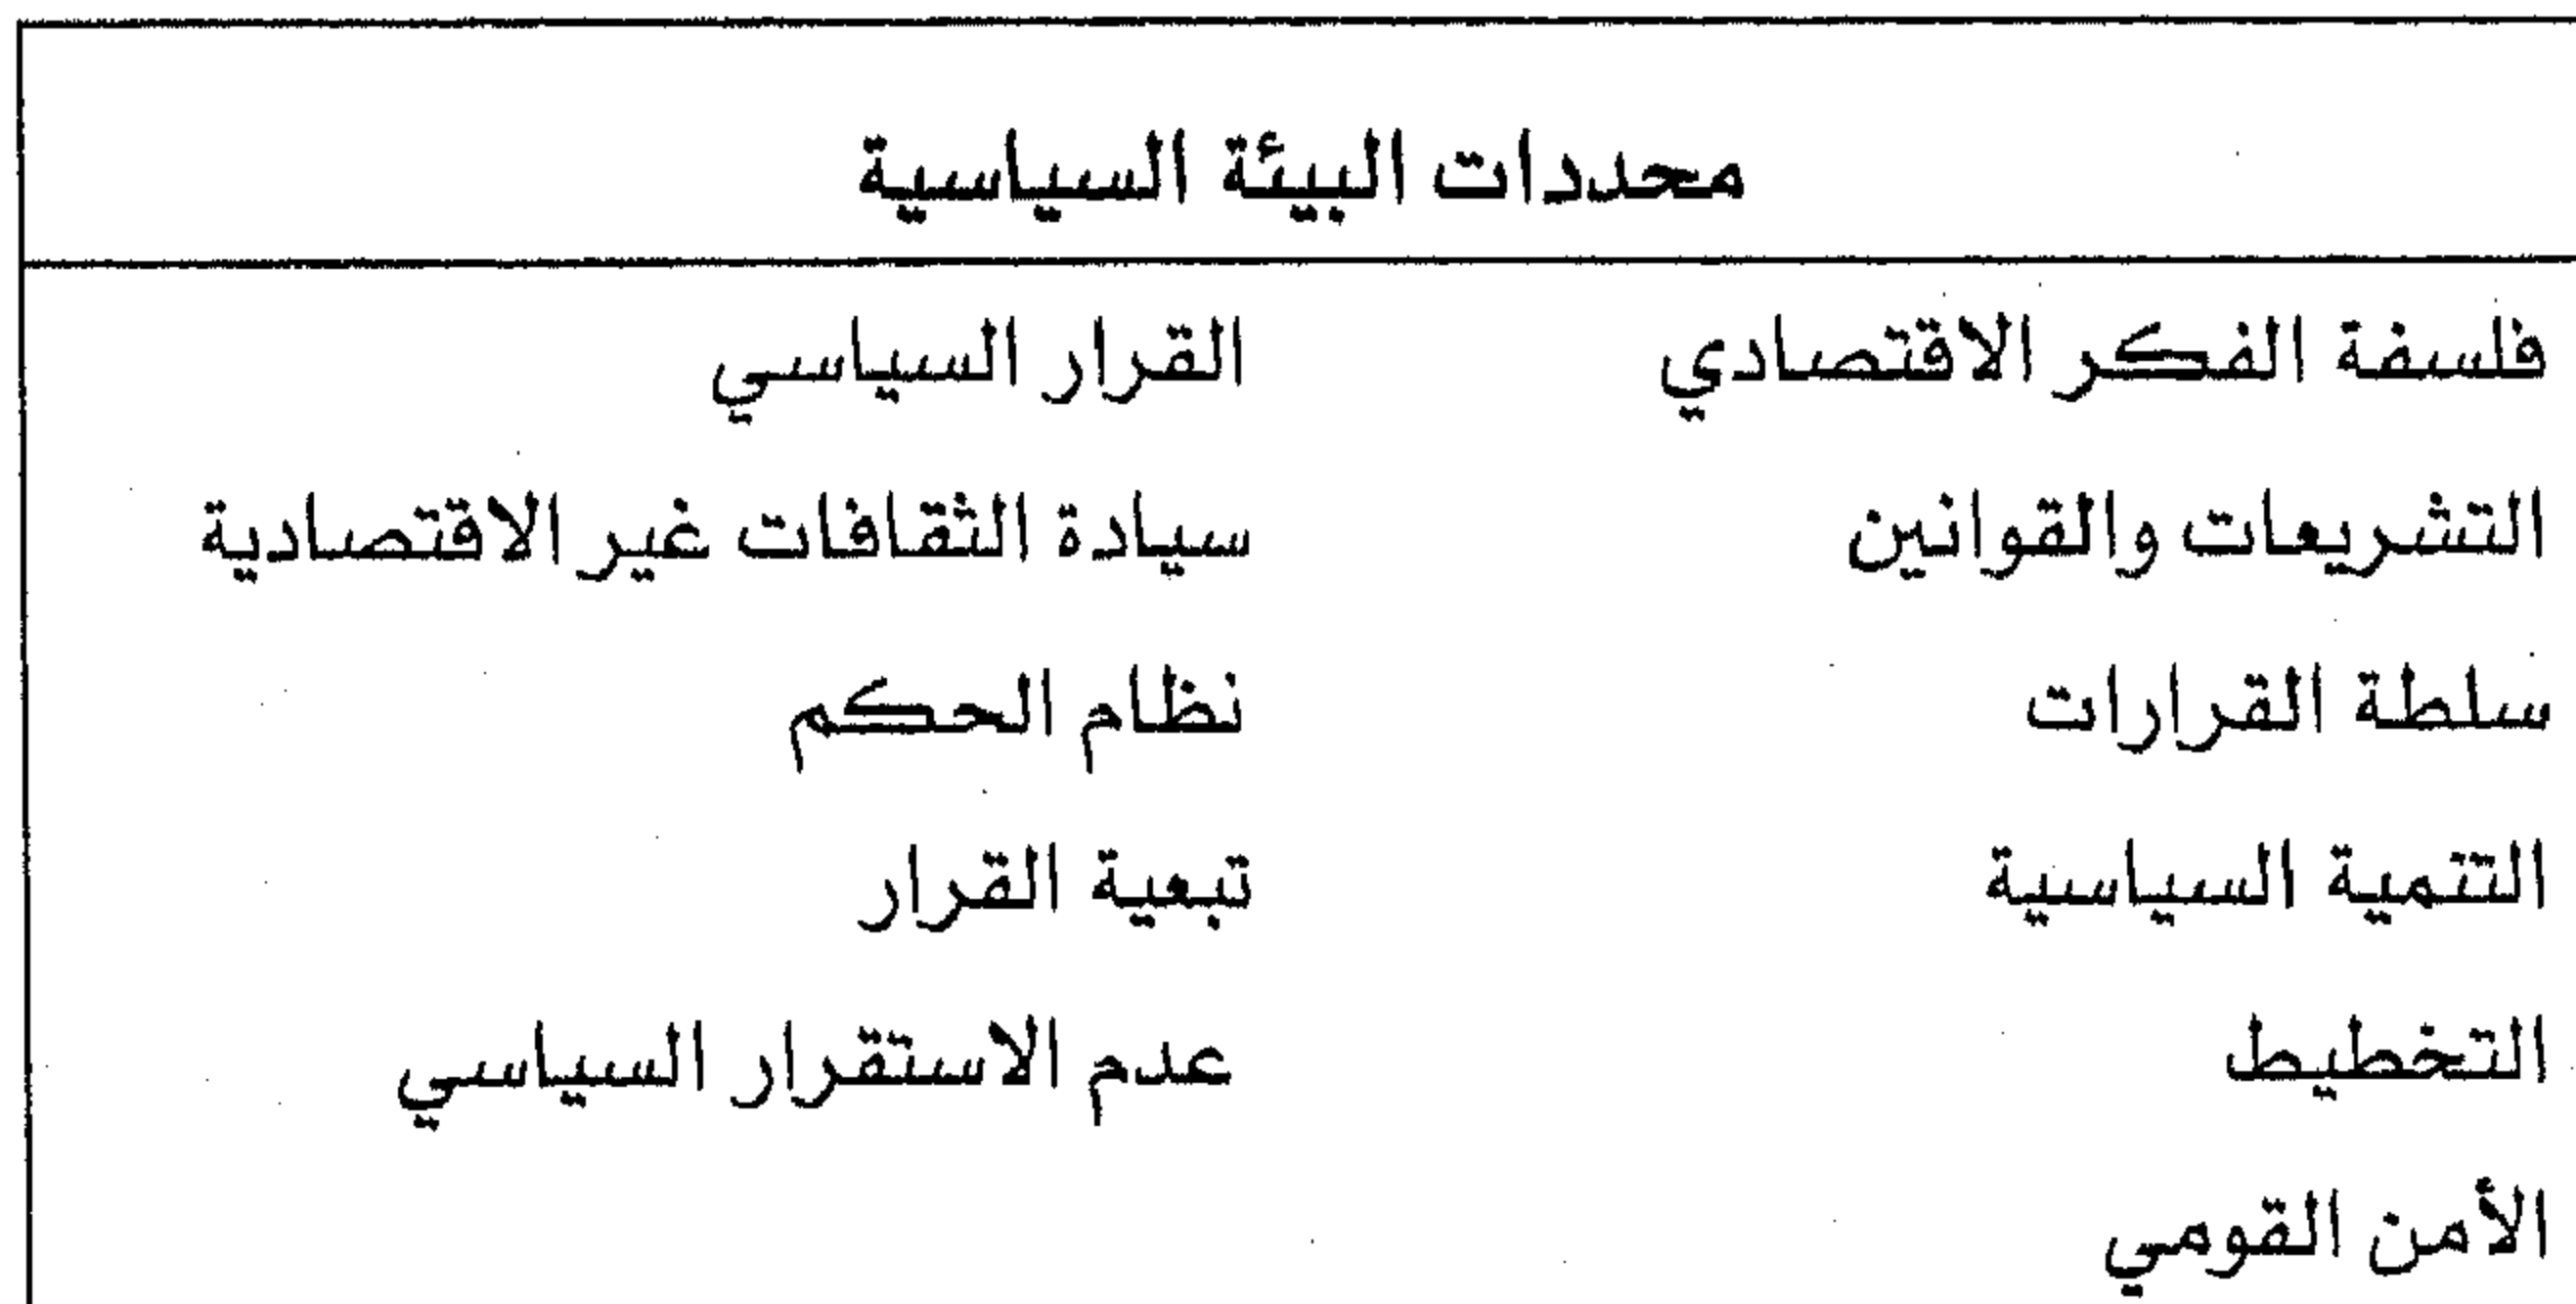 محددات البيئة السياسية
فلسفة الفكر الاقتصادي القرار السياسي
التشريعات والقوانين سيادة الثقافات غير الاقتصادية
سلطة القرارات نظام الحكم
التنمية السياسية تبعية القرار
التخطيط عدم الاستقرار السياسي
الأمن القومي